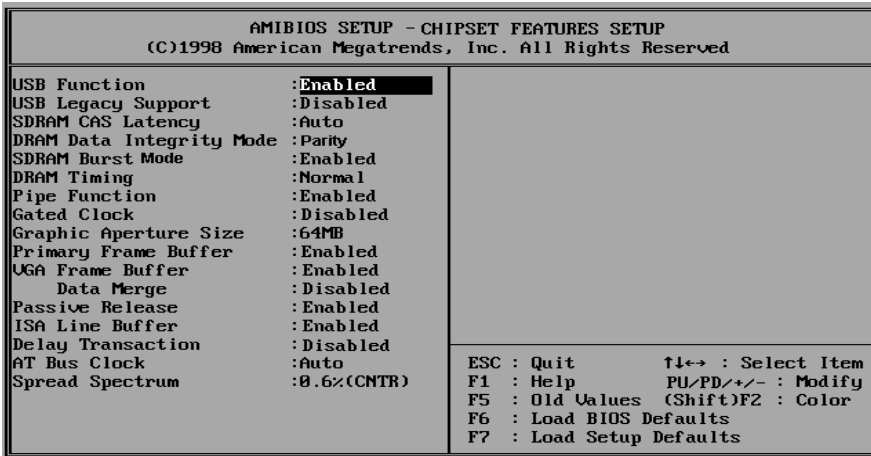 AMIBIOS SETUP - CHIPSET FEATURES SETUP
(C)1998 American Megatrends, Inc. All Rights Reserved
USB Function :Enabled
USB Legacy Support :Disabled
SDRAM CAS Latency :Auto
DRAM Data Integrity Mode :Parity
SDRAM Burst Mode :Enabled
DRAM Timing :Normal
Pipe Function :Enabled
Gated Clock :Disabled
Graphic Aperture Size :64MB
Primary Frame Buffer :Enabled
VGA Frame Buffer :Enabled
Data Merge :Disabled
Passive Release :Enabled
ISA Line Buffer :Enabled
Delay Transaction :Disabled
AT Bus Clock :Auto
Spread Spectrum :0.6%(CNTR)
ESC : Quit ↑↓←→ : Select Item
F1 : Help PU/PD/+/- : Modify
F5 : Old Values (Shift)F2 : Color
F6 : Load BIOS Defaults
F7 : Load Setup Defaults